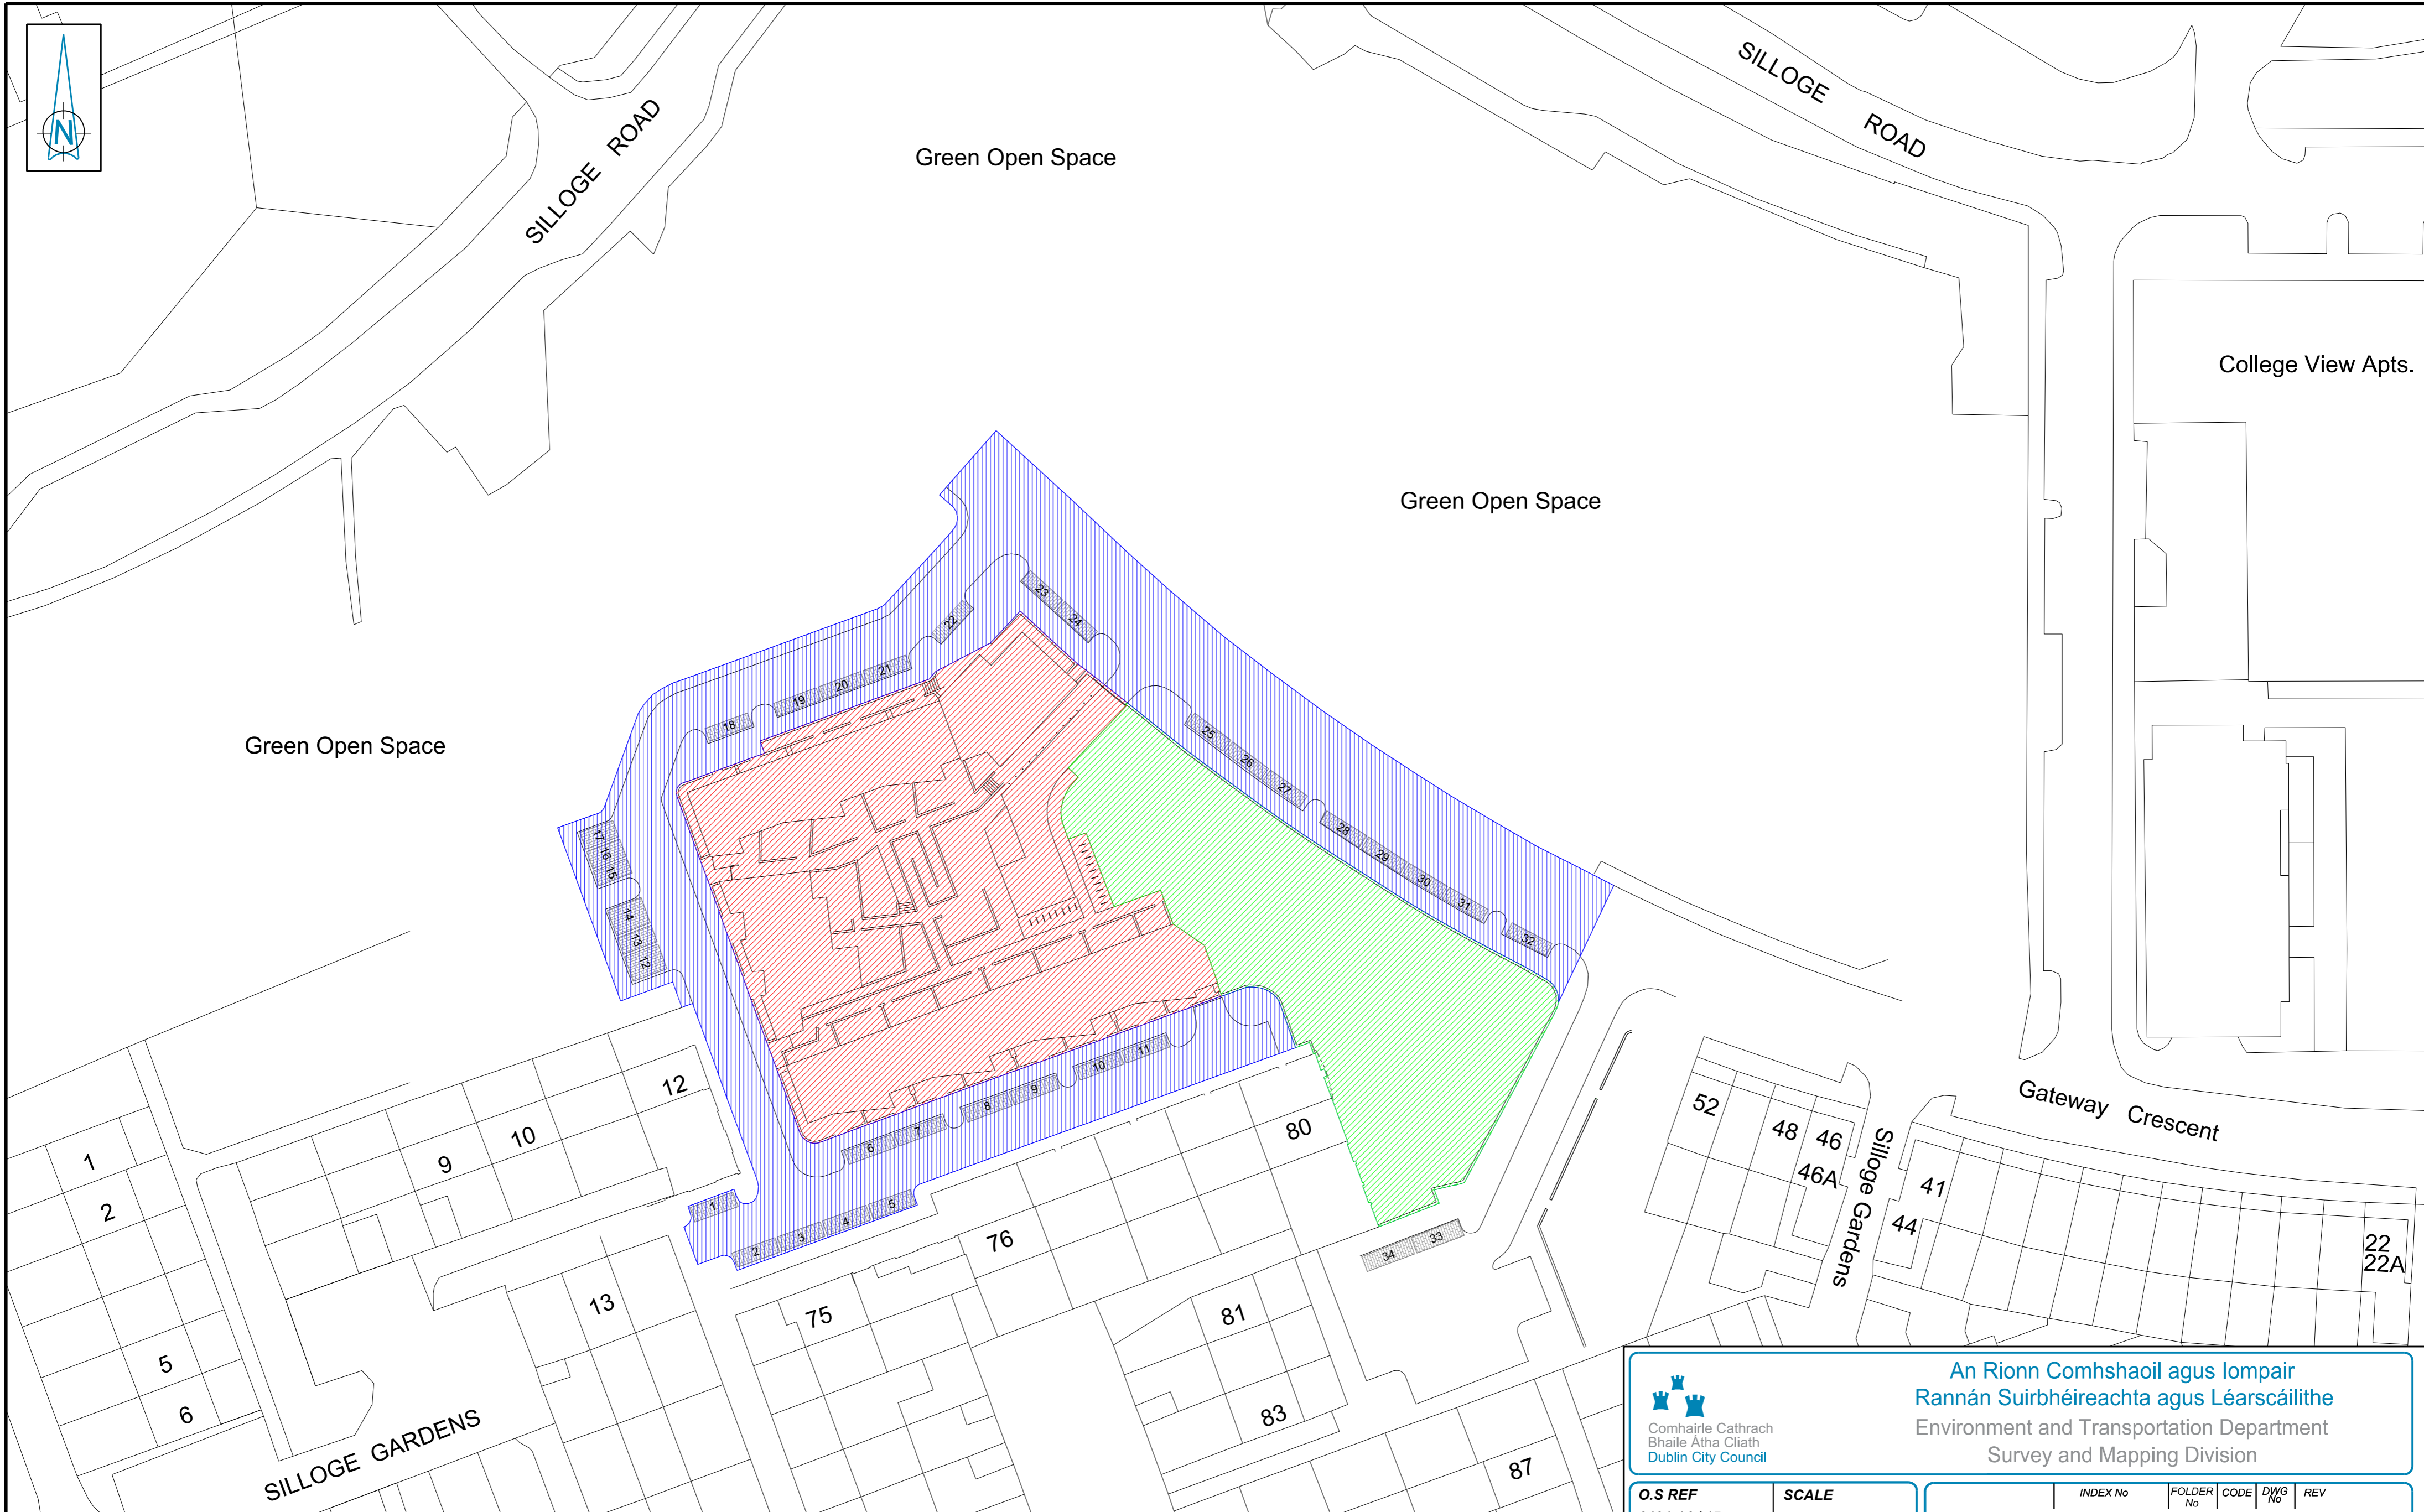 N
SILLOGE ROAD
SILLOGE
ROAD
Green Open Space
College View Apts.
Green Open Space
Green Open Space
23
24
22
21
20
19
18
25
26
27
28
29
30
31
32
17
16
15
14
13
12
11
10
9
8
7
6
5
4
3
2
1
34
33
1
2
5
6
9
10
12
13
75
76
80
81
83
87
52
48
46
46A
41
44
22
22A
Silloge Gardens
Gateway Crescent
SILLOGE GARDENS
Comhairle Cathrach
Bhaile Átha Cliath
Dublin City Council
An Rionn Comhshaoil agus Iompair
Rannán Suirbhéireachta agus Léarscáilithe
Environment and Transportation Department
Survey and Mapping Division
O.S REF
SCALE
INDEX No
FOLDER No
CODE
DWG No
REV